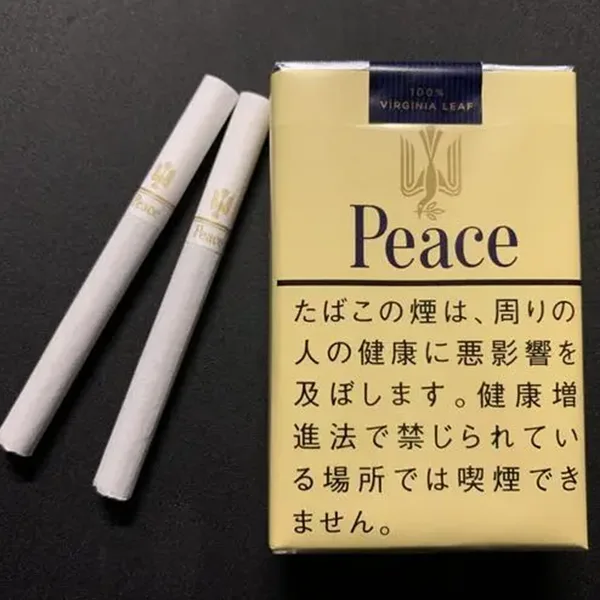 100%
VIRGINIA LEAF
Peace
たばこの煙は、周りの
人の健康に悪影響を
及ぼします。健康増
進法で禁じられてい
る場所では喫煙でき
ません。
Peace
Peace